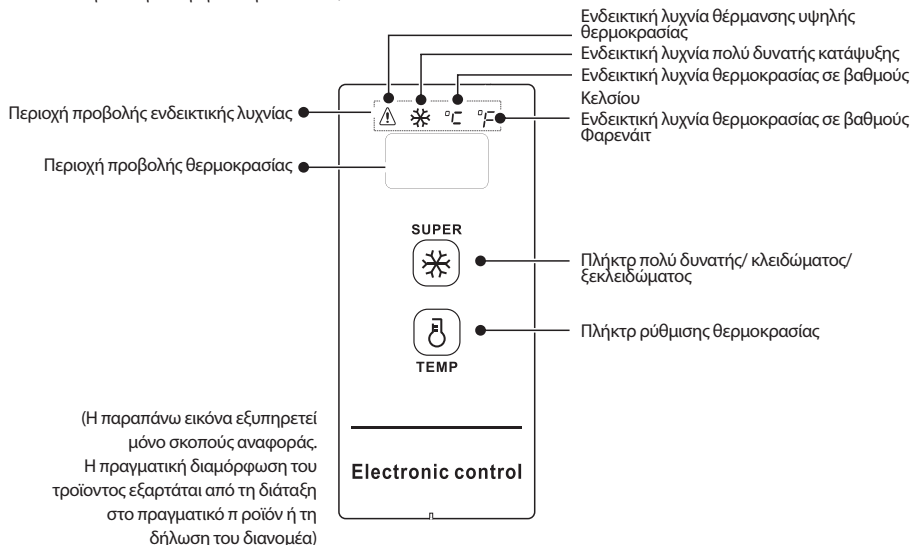 Ενδεικτική λυχνία θέρμανσης υψηλής
θερμοκρασίας
Ενδεικτική λυχνία πολύ δυνατής κατάψυξης
Ενδεικτική λυχνία θερμοκρασίας σε βαθμούς
Κελσίου
Ενδεικτική λυχνία θερμοκρασίας σε βαθμούς
Φαρενάιτ
Περιοχή προβολής ενδεικτικής λυχνίας
°C °F
Περιοχή προβολής θερμοκρασίας
SUPER
Πλήκτρ πολύ δυνατής/ κλειδώματος/
ξεκλειδώματος
Πλήκτρ ρύθμισης θερμοκρασίας
TEMP
(Η παραπάνω εικόνα εξυπηρετεί
μόνο σκοπούς αναφοράς.
Η πραγματική διαμόρφωση του
τροϊοντος εξαρτάται από τη διάταξη
στο πραγματικό π ροϊόν ή τη
δήλωση του διανομέα)
Electronic control